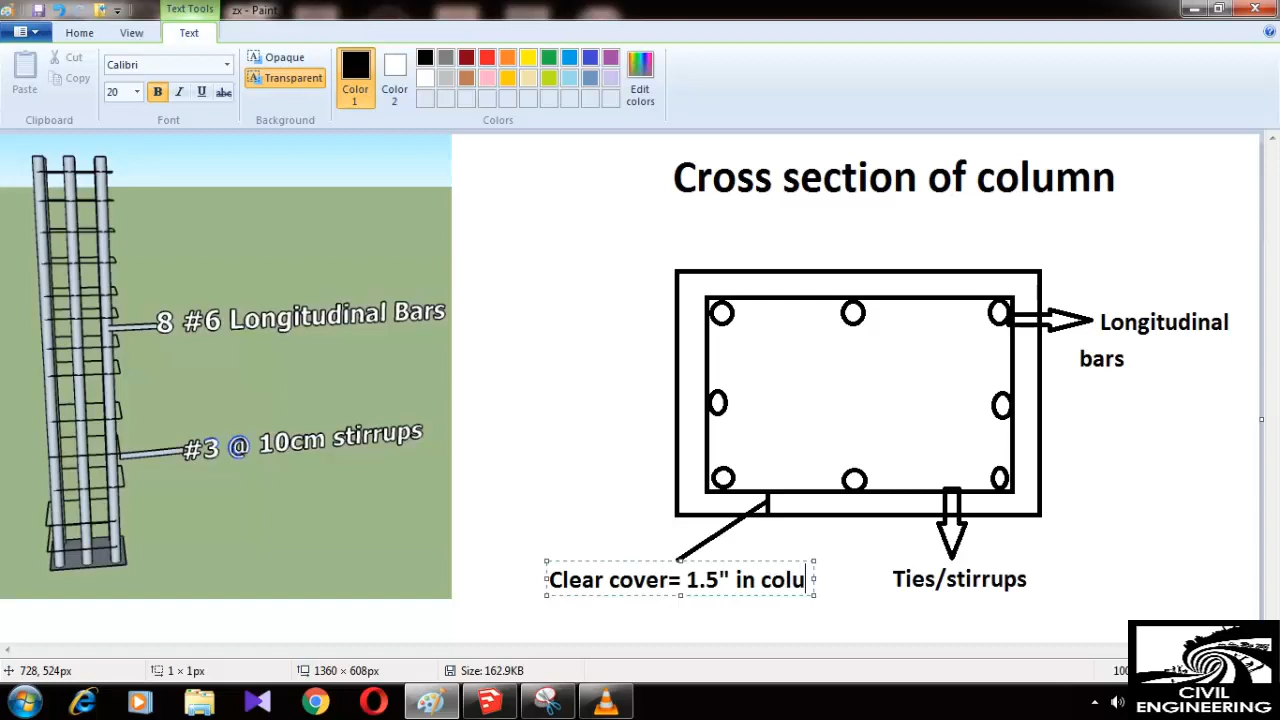 Text Tools
zx - Paint
Home
View
Text
Paste
Cut
Copy
Clipboard
Calibri
20
B
I
U
abc
Font
Opaque
Transparent
Background
Color
1
Color
2
Edit
colors
Colors
Cross section of column
8 #6 Longitudinal Bars
#3 @ 10cm stirrups
Longitudinal
bars
Clear cover= 1.5" in colu
Ties/stirrups
728, 524px
1 × 1px
1360 × 608px
Size: 162.9KB
CIVIL
ENGINEERING